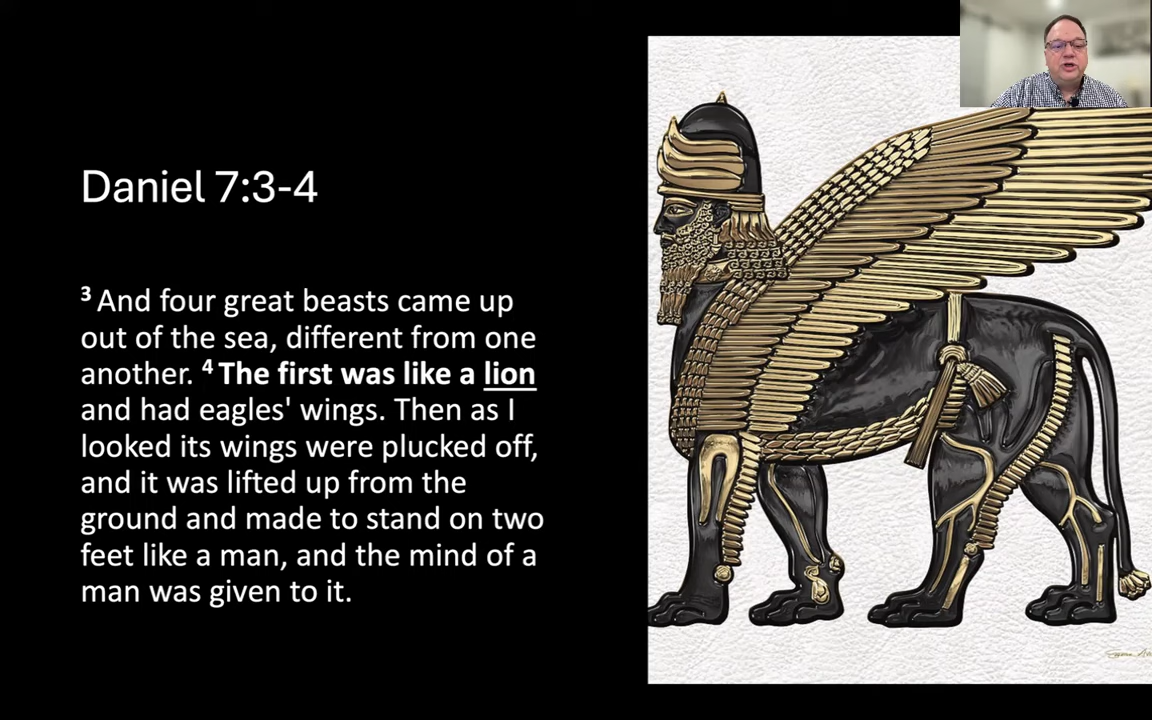 Daniel 7:3-4
3 And four great beasts came up
out of the sea, different from one
another. 4 The first was like a lion
and had eagles' wings. Then as I
looked its wings were plucked off,
and it was lifted up from the
ground and made to stand on two
feet like a man, and the mind of a
man was given to it.